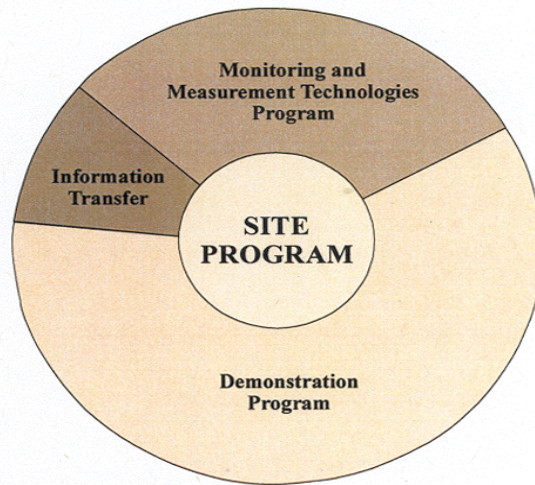 Monitoring and
Measurement Technologies
Program
Information
Transfer
SITE
PROGRAM
Demonstration
Program